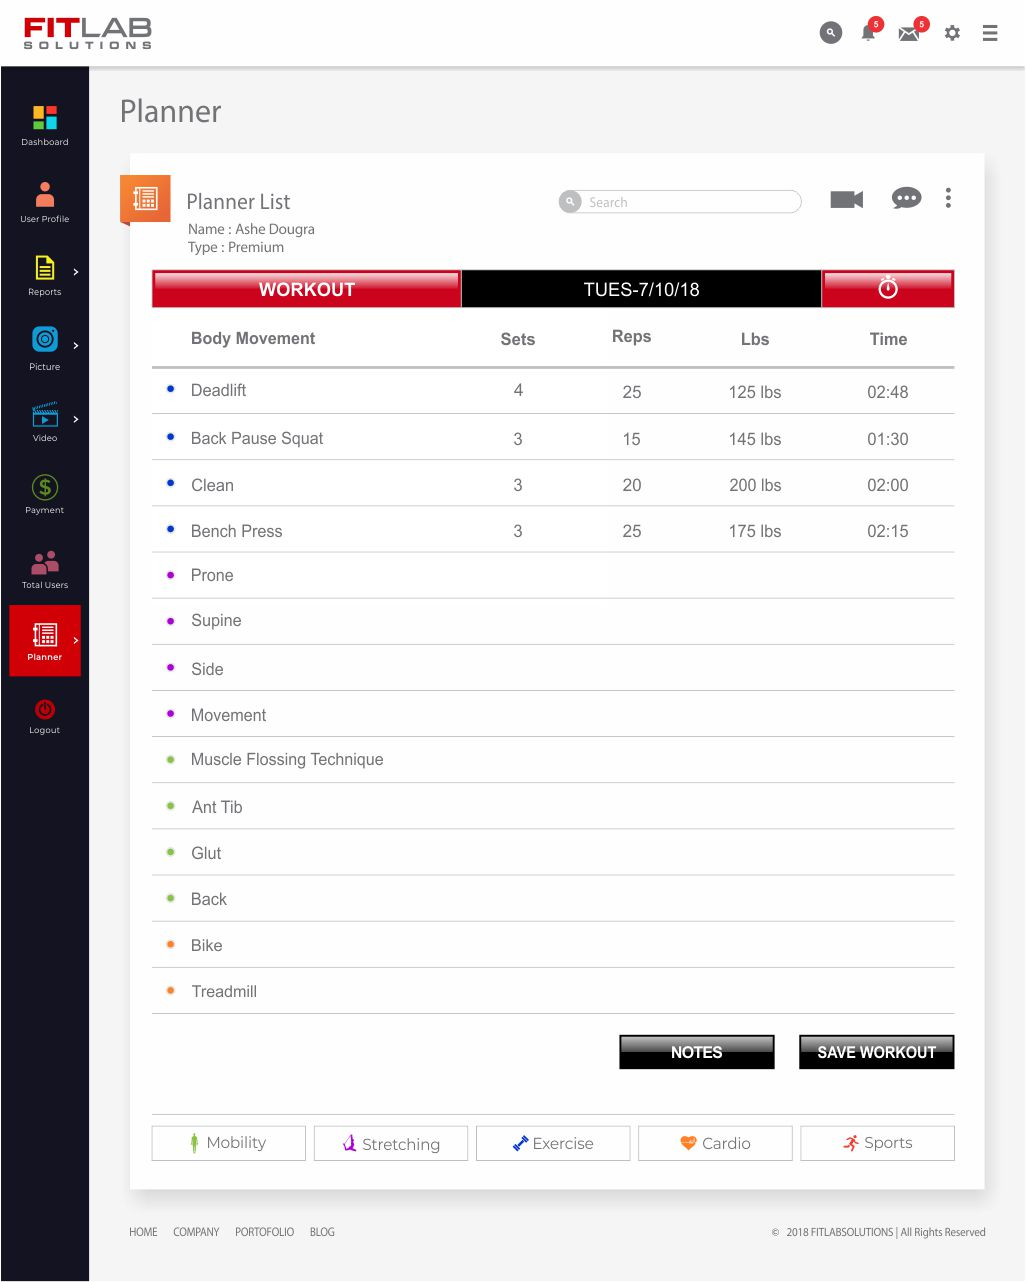 FITLAB
SOLUTIONS
5
5
Dashboard
User Profile
Reports
Picture
Video
Payment
Total Users
Planner
Logout
Planner
Planner List
Search
Name : Ashe Dougra
Type : Premium
WORKOUT TUES-7/10/18
Body Movement Sets Reps Lbs Time
Deadlift 4 25 125 lbs 02:48
Back Pause Squat 3 15 145 lbs 01:30
Clean 3 20 200 lbs 02:00
Bench Press 3 25 175 lbs 02:15
Prone
Supine
Side
Movement
Muscle Flossing Technique
Ant Tib
Glut
Back
Bike
Treadmill
NOTES SAVE WORKOUT
Mobility Stretching Exercise Cardio Sports
HOME COMPANY PORTOFOLIO BLOG © 2018 FITLABSOLUTIONS | All Rights Reserved